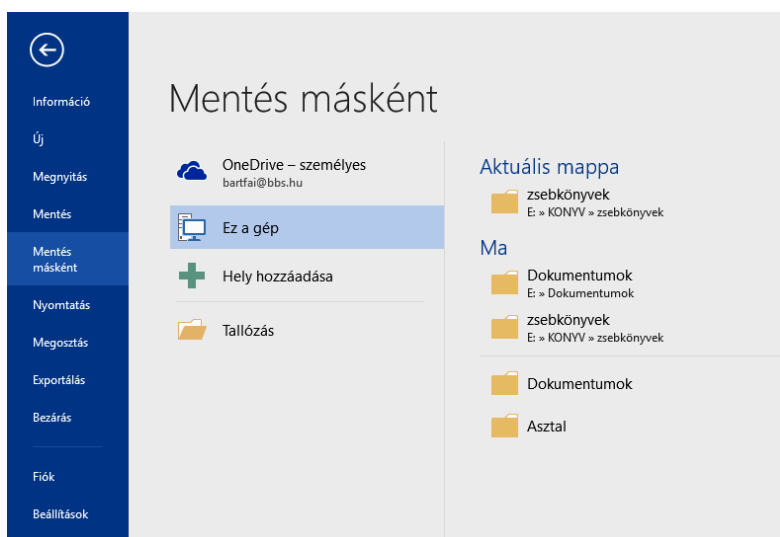 Információ
Új
Megnyitás
Mentés
Mentés
másként
Nyomtatás
Megosztás
Exportálás
Bezárás
Fiók
Beállítások
Mentés másként
OneDrive – személyes
bartfai@bbs.hu
Ez a gép
Hely hozzáadása
Tallózás
Aktuális mappa
zsebkönyvek
E: » KONYV » zsebkönyvek
Ma
Dokumentumok
E: » Dokumentumok
zsebkönyvek
E: » KONYV » zsebkönyvek
Dokumentumok
Asztal